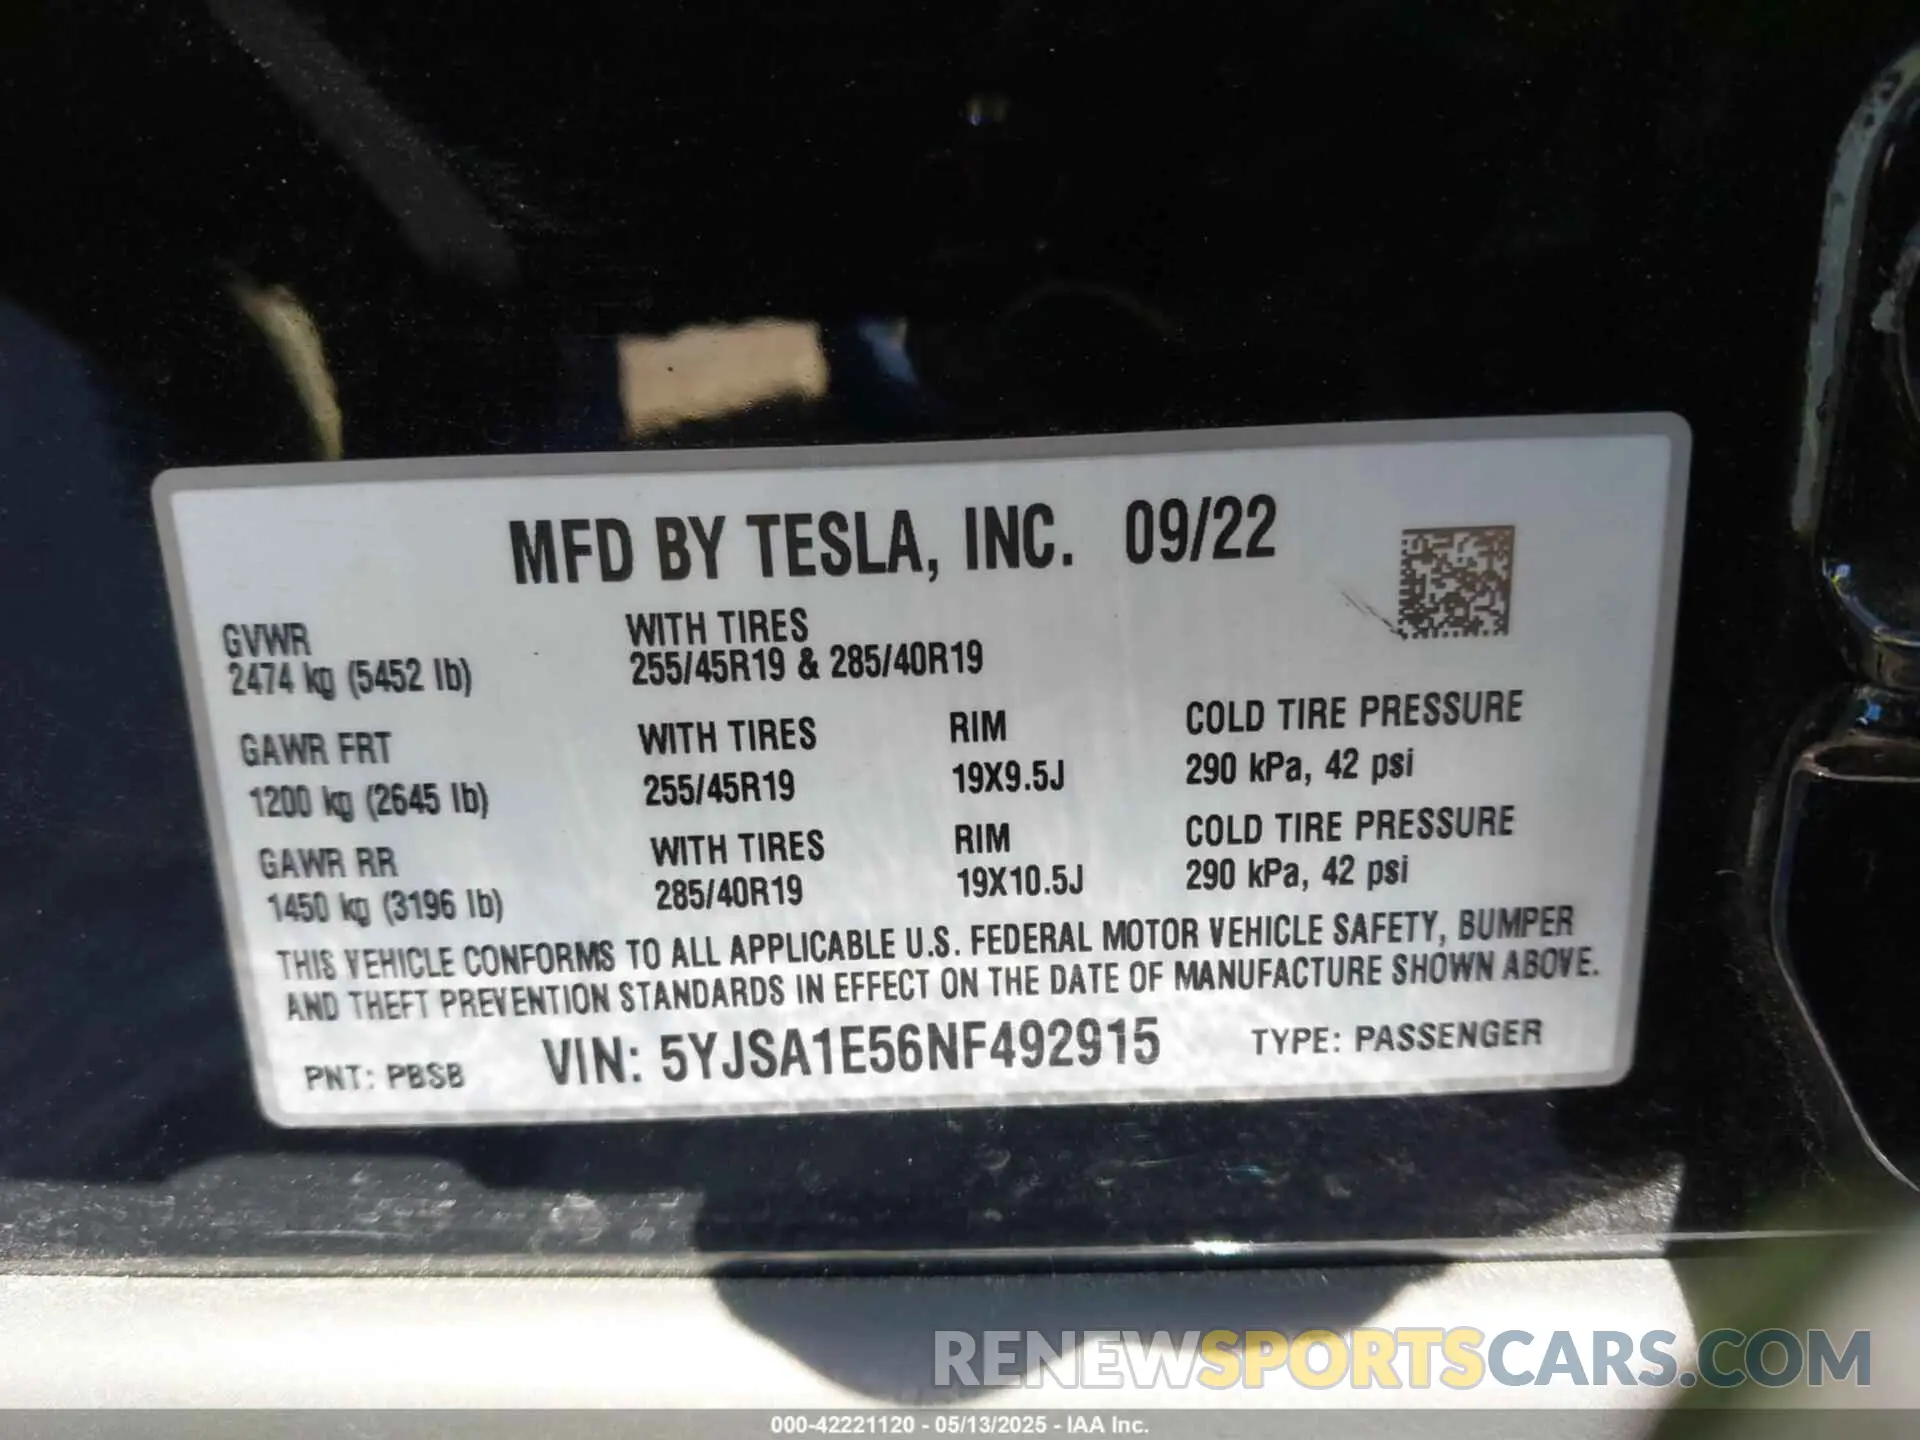 MFD BY TESLA, INC. 09/22
GVWR WITH TIRES
2474 kg (5452 lb) 255/45R19 & 285/40R19
GAWR FRT WITH TIRES RIM COLD TIRE PRESSURE
1200 kg (2645 lb) 255/45R19 19X9.5J 290 kPa, 42 psi
GAWR RR WITH TIRES RIM COLD TIRE PRESSURE
1450 kg (3196 lb) 285/40R19 19X10.5J 290 kPa, 42 psi
THIS VEHICLE CONFORMS TO ALL APPLICABLE U.S. FEDERAL MOTOR VEHICLE SAFETY, BUMPER
AND THEFT PREVENTION STANDARDS IN EFFECT ON THE DATE OF MANUFACTURE SHOWN ABOVE.
PNT: PBSB VIN: 5YJSA1E56NF492915 TYPE: PASSENGER
RENEWSPORTSCARS.COM
000-42221120 - 05/13/2025 - IAA Inc.